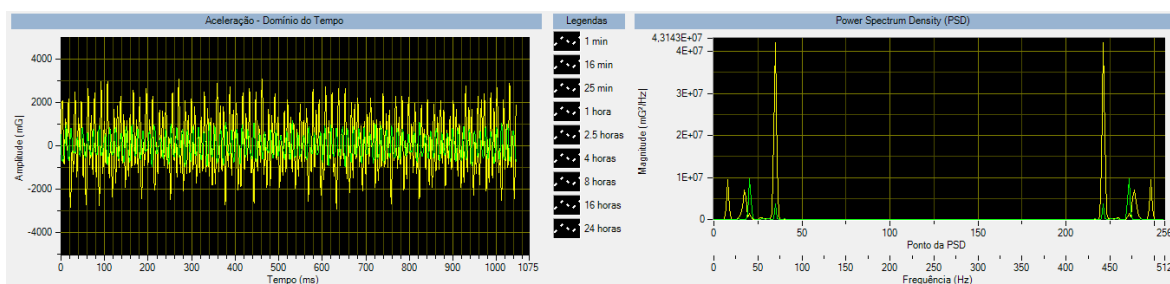 Aceleração - Domínio do Tempo
Amplitude (mG)
4000
2000
0
-2000
-4000
0 100 200 300 400 500 600 700 800 900 1000 1075
Tempo (ms)
Legendas
1 min
16 min
25 min
1 hora
2.5 horas
4 horas
8 horas
16 horas
24 horas
Power Spectrum Density (PSD)
Magnitude (mG²/Hz)
4,3143E+07
4E+07
3E+07
2E+07
1E+07
0
0 50 100 150 200 256
Ponto da PSD
0 50 100 150 200 250 300 350 400 450 512
Frequência (Hz)